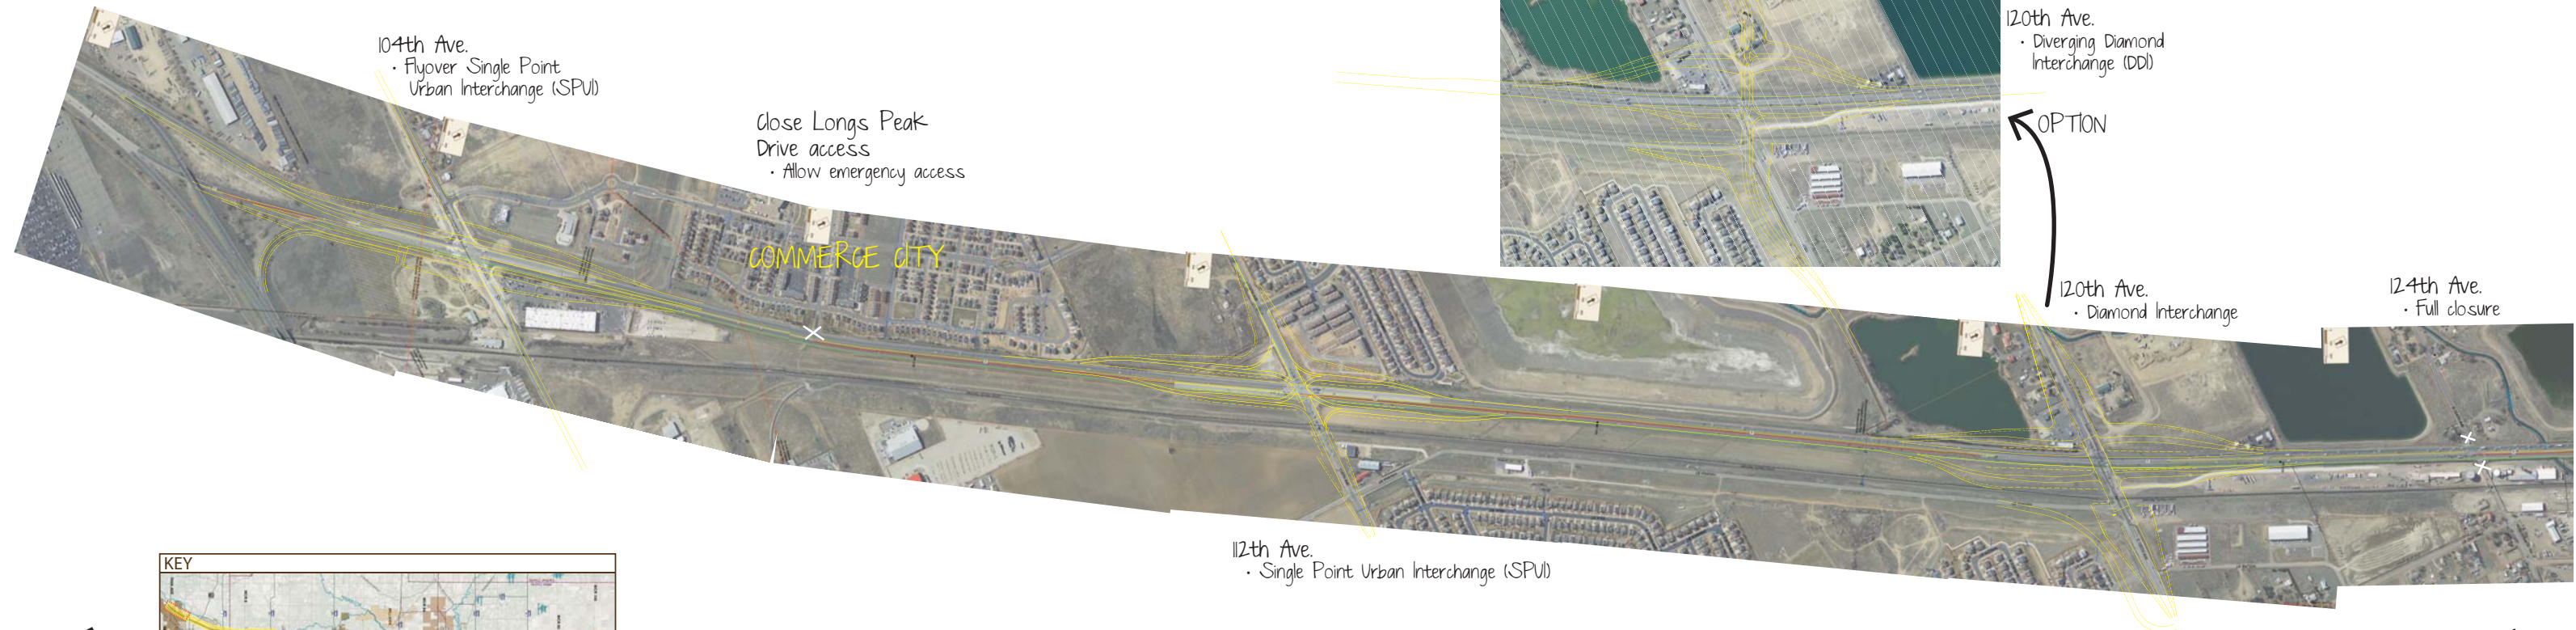 104th Ave.
• Flyover Single Point
Urban Interchange (SPUI)
Close Longs Peak
Drive access
• Allow emergency access
COMMERCE CITY
120th Ave.
• Diverging Diamond
Interchange (DDI)
OPTION
120th Ave.
• Diamond Interchange
124th Ave.
• Full closure
112th Ave.
• Single Point Urban Interchange (SPUI)
KEY